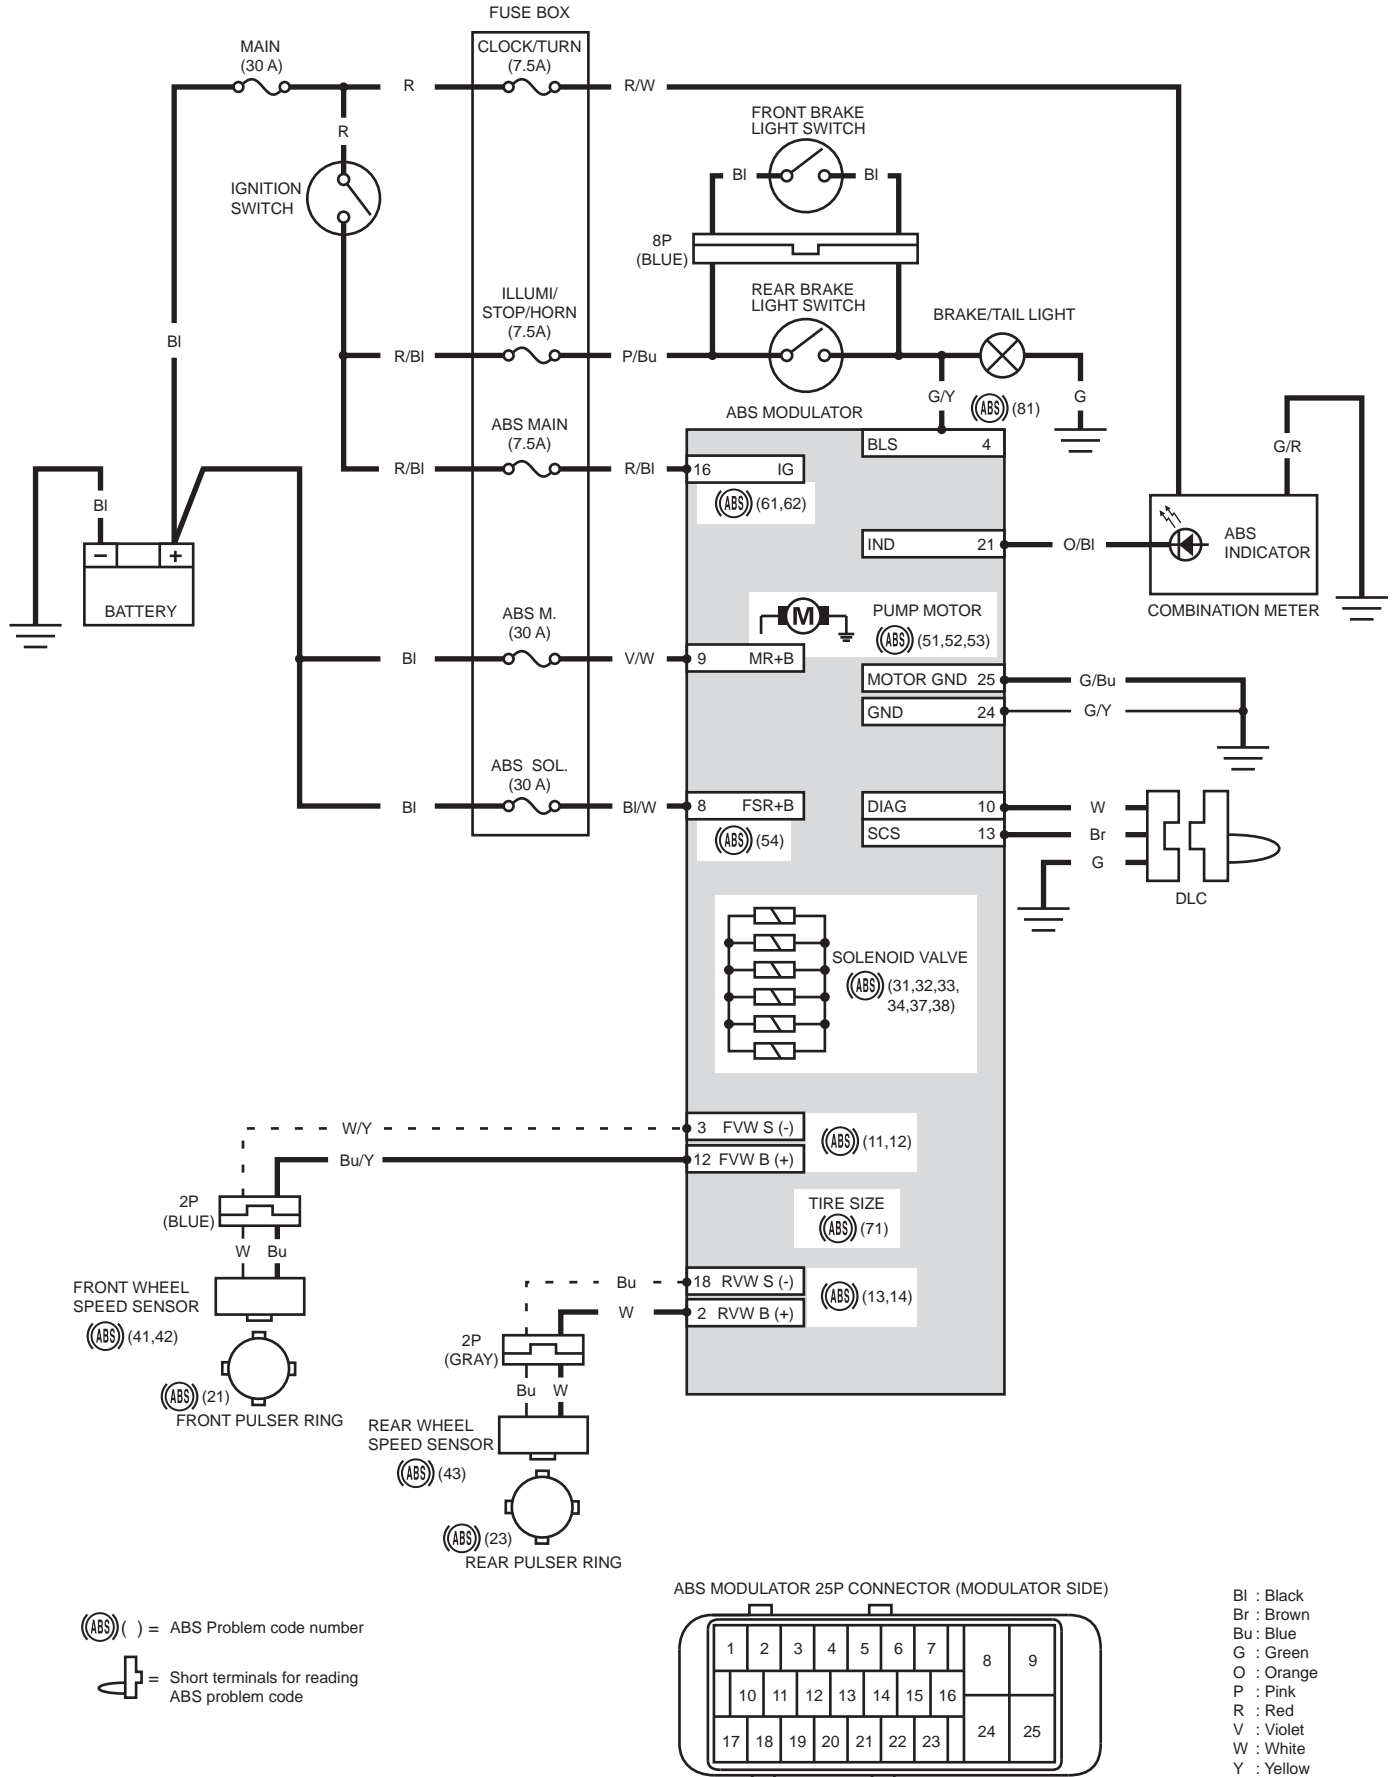 FUSE BOX
MAIN
(30 A)
CLOCK/TURN
(7.5A)
R
R/W
FRONT BRAKE
LIGHT SWITCH
R
IGNITION
SWITCH
Bl
Bl
8P
(BLUE)
ILLUMI/
STOP/HORN
(7.5A)
REAR BRAKE
LIGHT SWITCH
BRAKE/TAIL LIGHT
Bl
R/Bl
P/Bu
G/Y
ABS (81)
G
ABS MODULATOR
ABS MAIN
(7.5A)
BLS 4
G/R
R/Bl
R/Bl
16 IG
ABS (61,62)
Bl
− +
BATTERY
IND 21
O/Bl
ABS
INDICATOR
COMBINATION METER
ABS M.
(30 A)
M
PUMP MOTOR
ABS (51,52,53)
Bl
V/W
9 MR+B
MOTOR GND 25
G/Bu
GND 24
G/Y
ABS SOL.
(30 A)
Bl
Bl/W
8 FSR+B
ABS (54)
DIAG 10
W
SCS 13
Br
G
DLC
SOLENOID VALVE
ABS (31,32,33,
34,37,38)
W/Y
3 FVW S (-)
ABS (11,12)
Bu/Y
12 FVW B (+)
2P
(BLUE)
TIRE SIZE
ABS (71)
W Bu
FRONT WHEEL
SPEED SENSOR
ABS (41,42)
Bu
18 RVW S (-)
ABS (13,14)
W
2 RVW B (+)
2P
(GRAY)
Bu W
ABS (21)
FRONT PULSER RING
REAR WHEEL
SPEED SENSOR
ABS (43)
ABS (23)
REAR PULSER RING
ABS MODULATOR 25P CONNECTOR (MODULATOR SIDE)
1 2 3 4 5 6 7 8 9
10 11 12 13 14 15 16
17 18 19 20 21 22 23 24 25
ABS ( ) = ABS Problem code number
= Short terminals for reading
ABS problem code
Bl : Black
Br : Brown
Bu : Blue
G : Green
O : Orange
P : Pink
R : Red
V : Violet
W : White
Y : Yellow